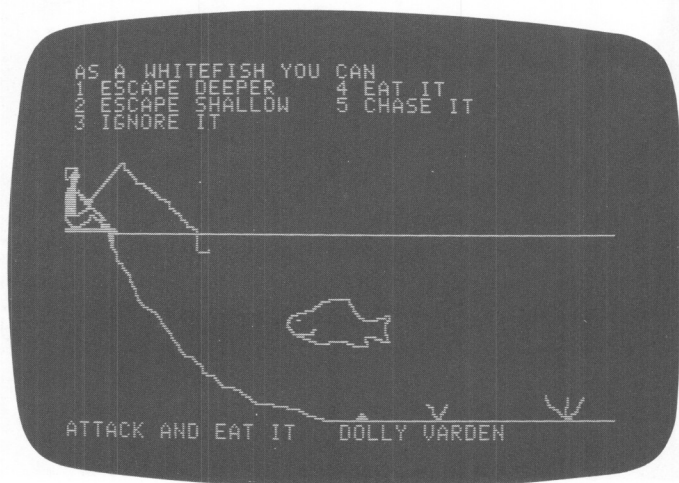 AS A WHITEFISH YOU CAN
1 ESCAPE DEEPER 4 EAT IT
2 ESCAPE SHALLOW 5 CHASE IT
3 IGNORE IT
ATTACK AND EAT IT DOLLY VARDEN